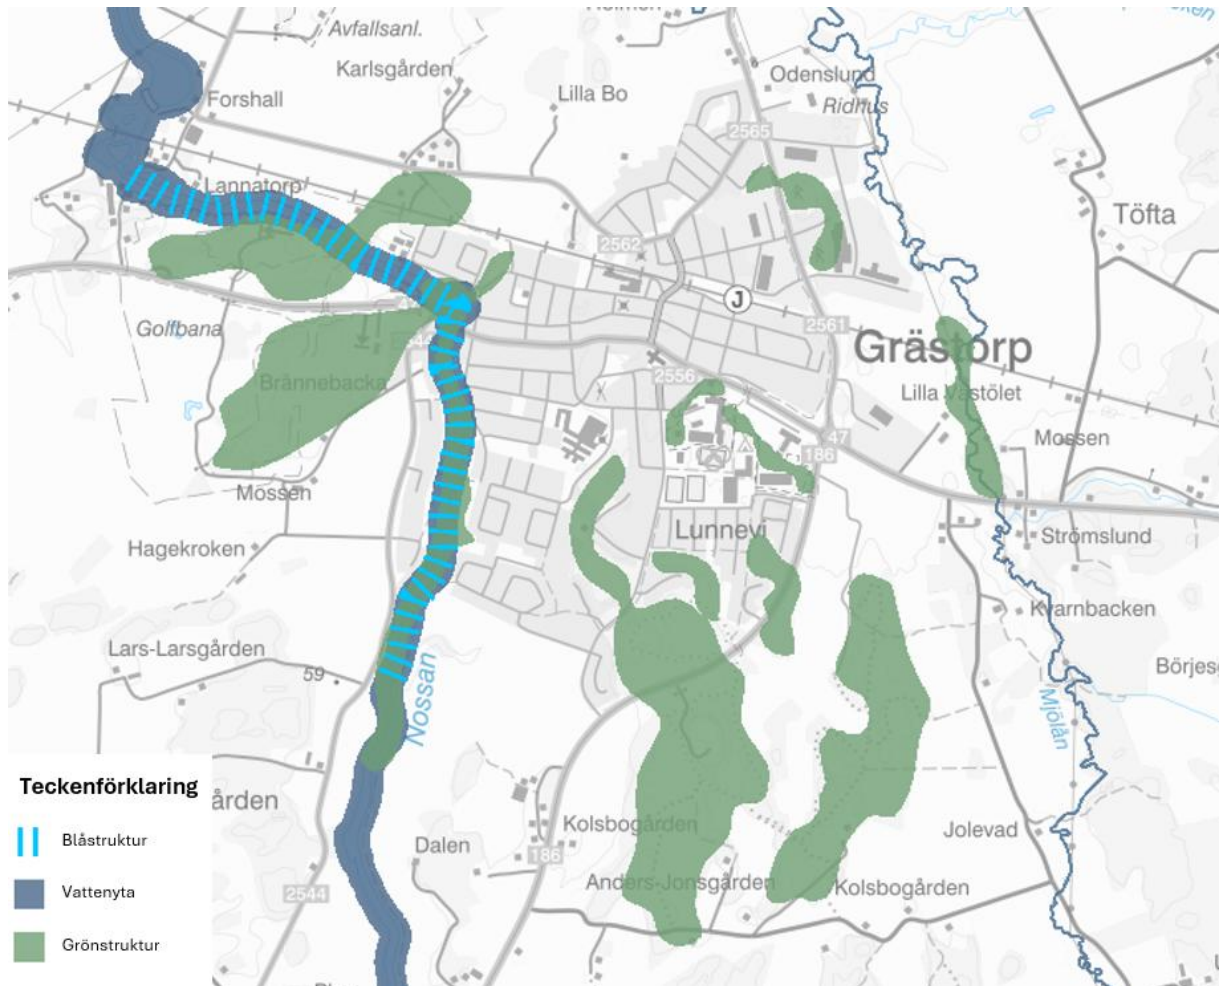 Avfallsanl.
Karlsgården
Odenslund
Lilla Bo
Forshall
Ridhus
2565
Lannatorp
Töfta
2562
J
Golfbana
2561
Grästorp
2556
Brännebacka
Lilla Västölet
47
Mossen
186
Mossen
Lunnevi
Strömslund
Hagekroken
Kvarnbacken
Lars-Larsgården
59
Nossan
Mjölån
Teckenförklaring
Blåstruktur
Vattenyta
Grönstruktur
Kolsbogården
Jolevad
Dalen
186
Anders-Jonsgården
Kolsbogården
2544